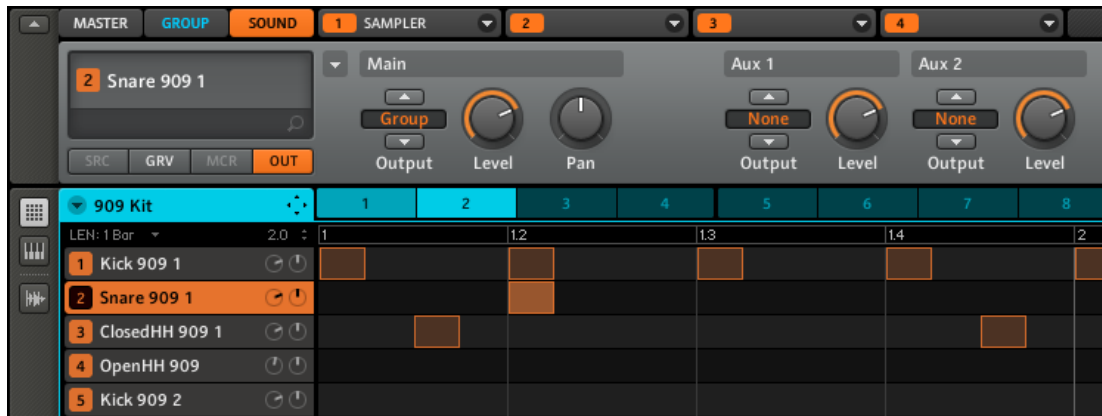 MASTER GROUP SOUND 1 SAMPLER 2 3 4
2 Snare 909 1
Main Aux 1 Aux 2
Group None None
Output Level Pan Output Level Output Level
SRC GRV MCR OUT
909 Kit 1 2 3 4 5 6 7 8
LEN: 1 Bar 2.0 1 1.2 1.3 1.4 2
1 Kick 909 1
2 Snare 909 1
3 ClosedHH 909 1
4 OpenHH 909
5 Kick 909 2